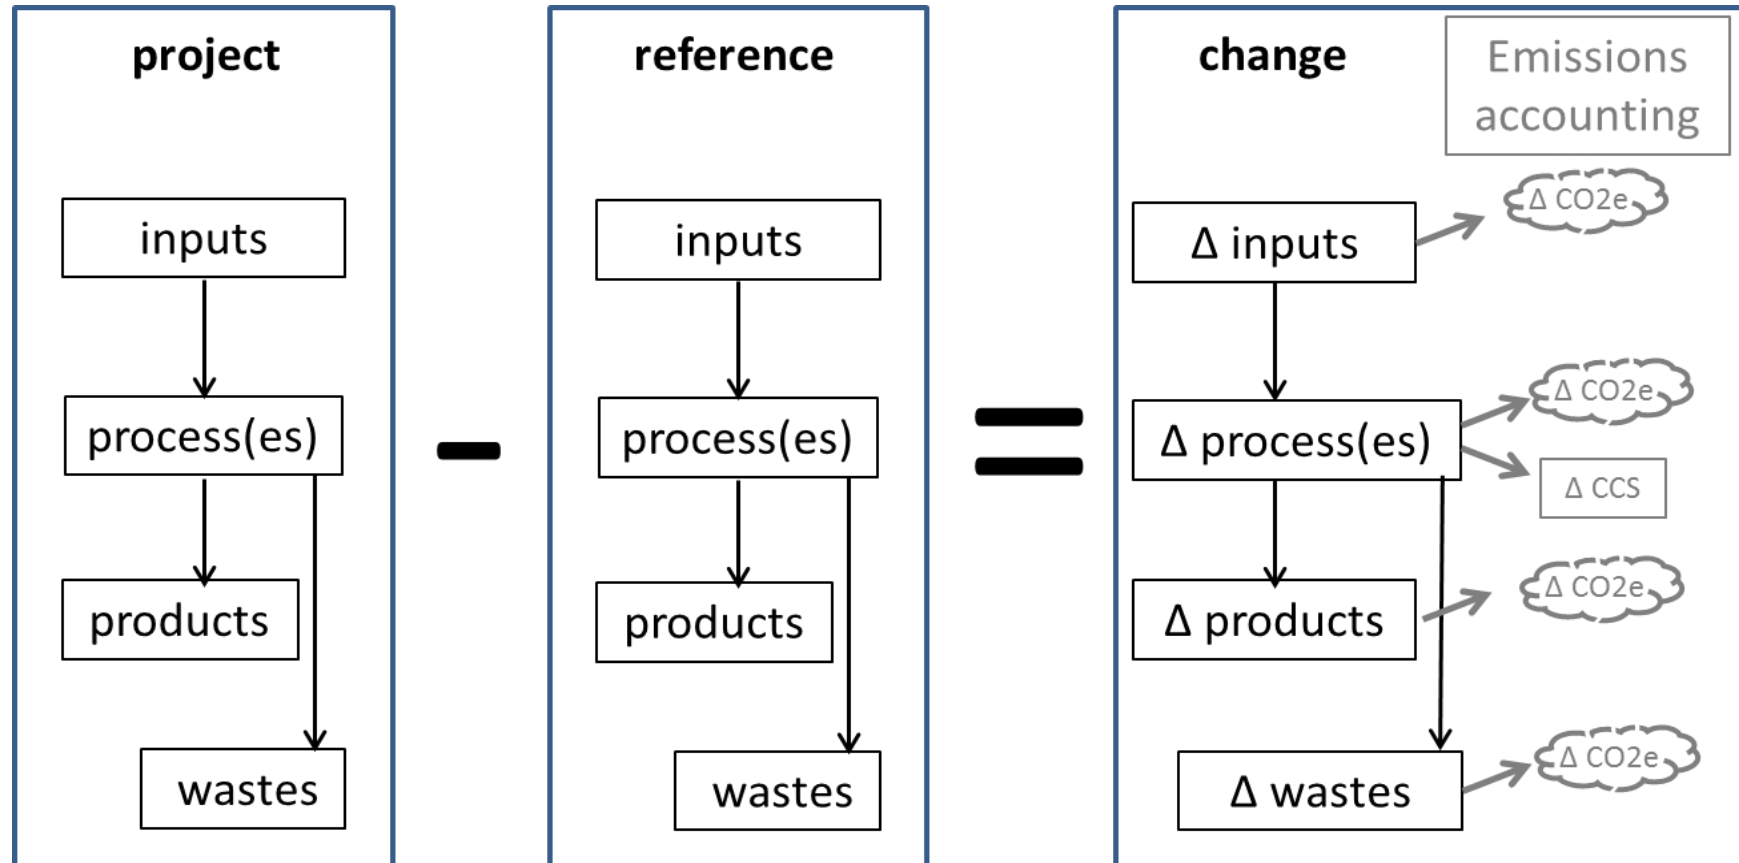 project
inputs
process(es)
products
wastes
-
reference
inputs
process(es)
products
wastes
=
change
Emissions
accounting
Δ inputs
Δ CO2e
Δ process(es)
Δ CO2e
Δ CCS
Δ products
Δ CO2e
Δ wastes
Δ CO2e